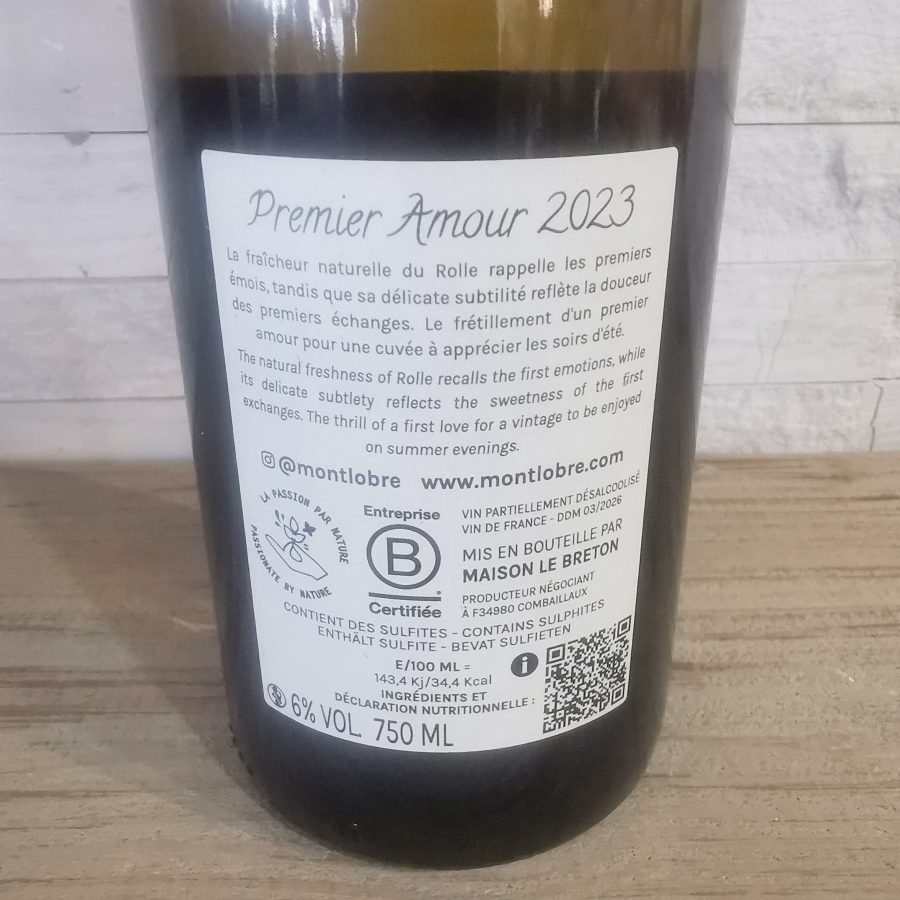 Premier Amour 2023
La fraîcheur naturelle du Rolle rappelle les premiers
émois, tandis que sa délicate subtilité reflète la douceur
des premiers échanges. Le frétillement d'un premier
amour pour une cuvée à apprécier les soirs d'été.
The natural freshness of Rolle recalls the first emotions, while
its delicate subtlety reflects the sweetness of the first
exchanges. The thrill of a first love for a vintage to be enjoyed
on summer evenings.
@montlobre www.montlobre.com
LA PASSION PAR NATURE
PASSIONATE BY NATURE
Entreprise
B
Certifiée
VIN PARTIELLEMENT DÉSALCOOLISÉ
VIN DE FRANCE - DDM 03/2026
MIS EN BOUTEILLE PAR
MAISON LE BRETON
PRODUCTEUR NÉGOCIANT
À F34980 COMBAILLAUX
CONTIENT DES SULFITES - CONTAINS SULPHITES
ENTHÄLT SULFITE - BEVAT SULFIETEN
E/100 ML =
143,4 Kj/34,4 Kcal
i
INGRÉDIENTS ET
DÉCLARATION NUTRITIONNELLE :
6% VOL. 750 ML